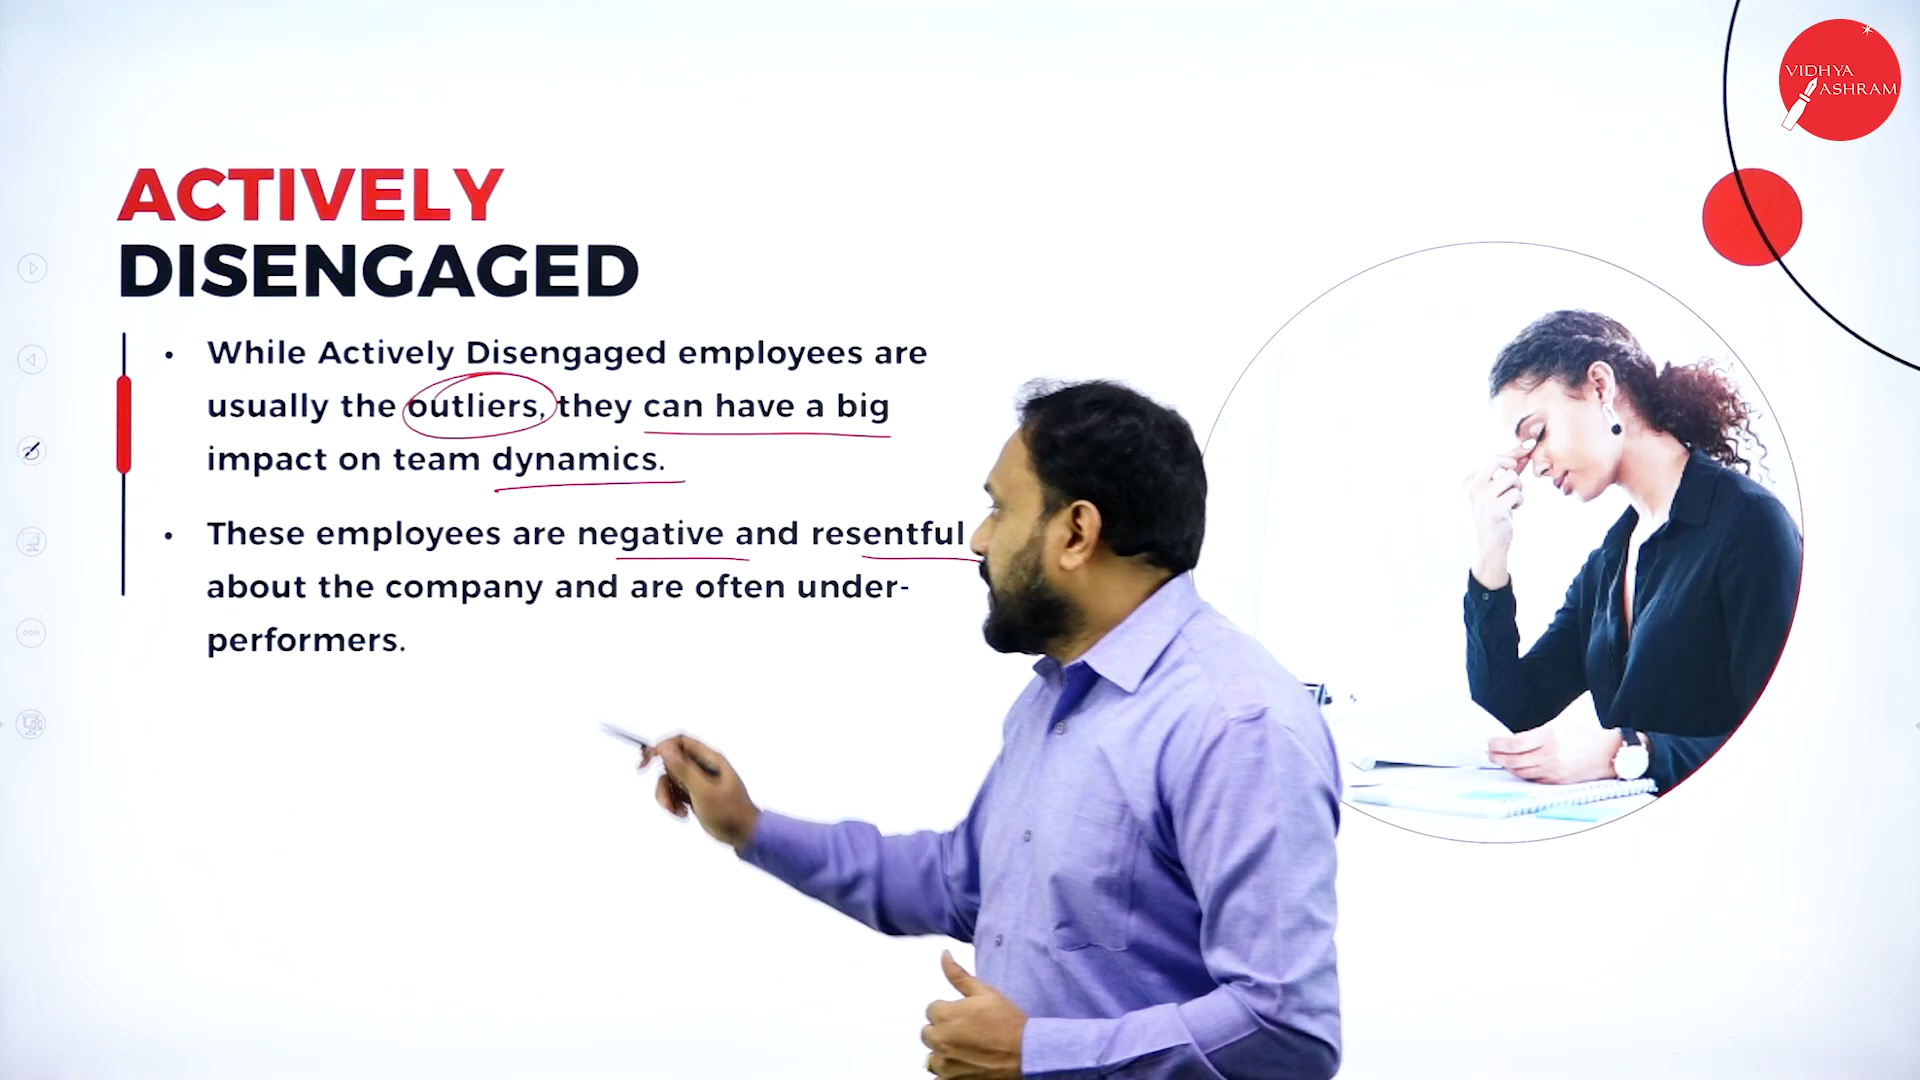 VIDHYA
ASHRAM
ACTIVELY
DISENGAGED
• While Actively Disengaged employees are
usually the outliers, they can have a big
impact on team dynamics.
• These employees are negative and resentful
about the company and are often under-
performers.